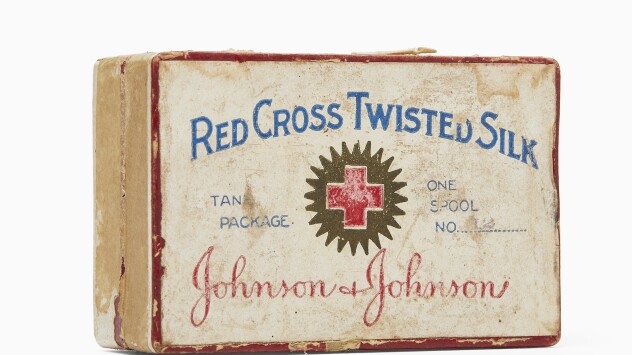 RED CROSS TWISTED SILK
TAN
PACKAGE.
ONE
SPOOL
NO.
Johnson & Johnson